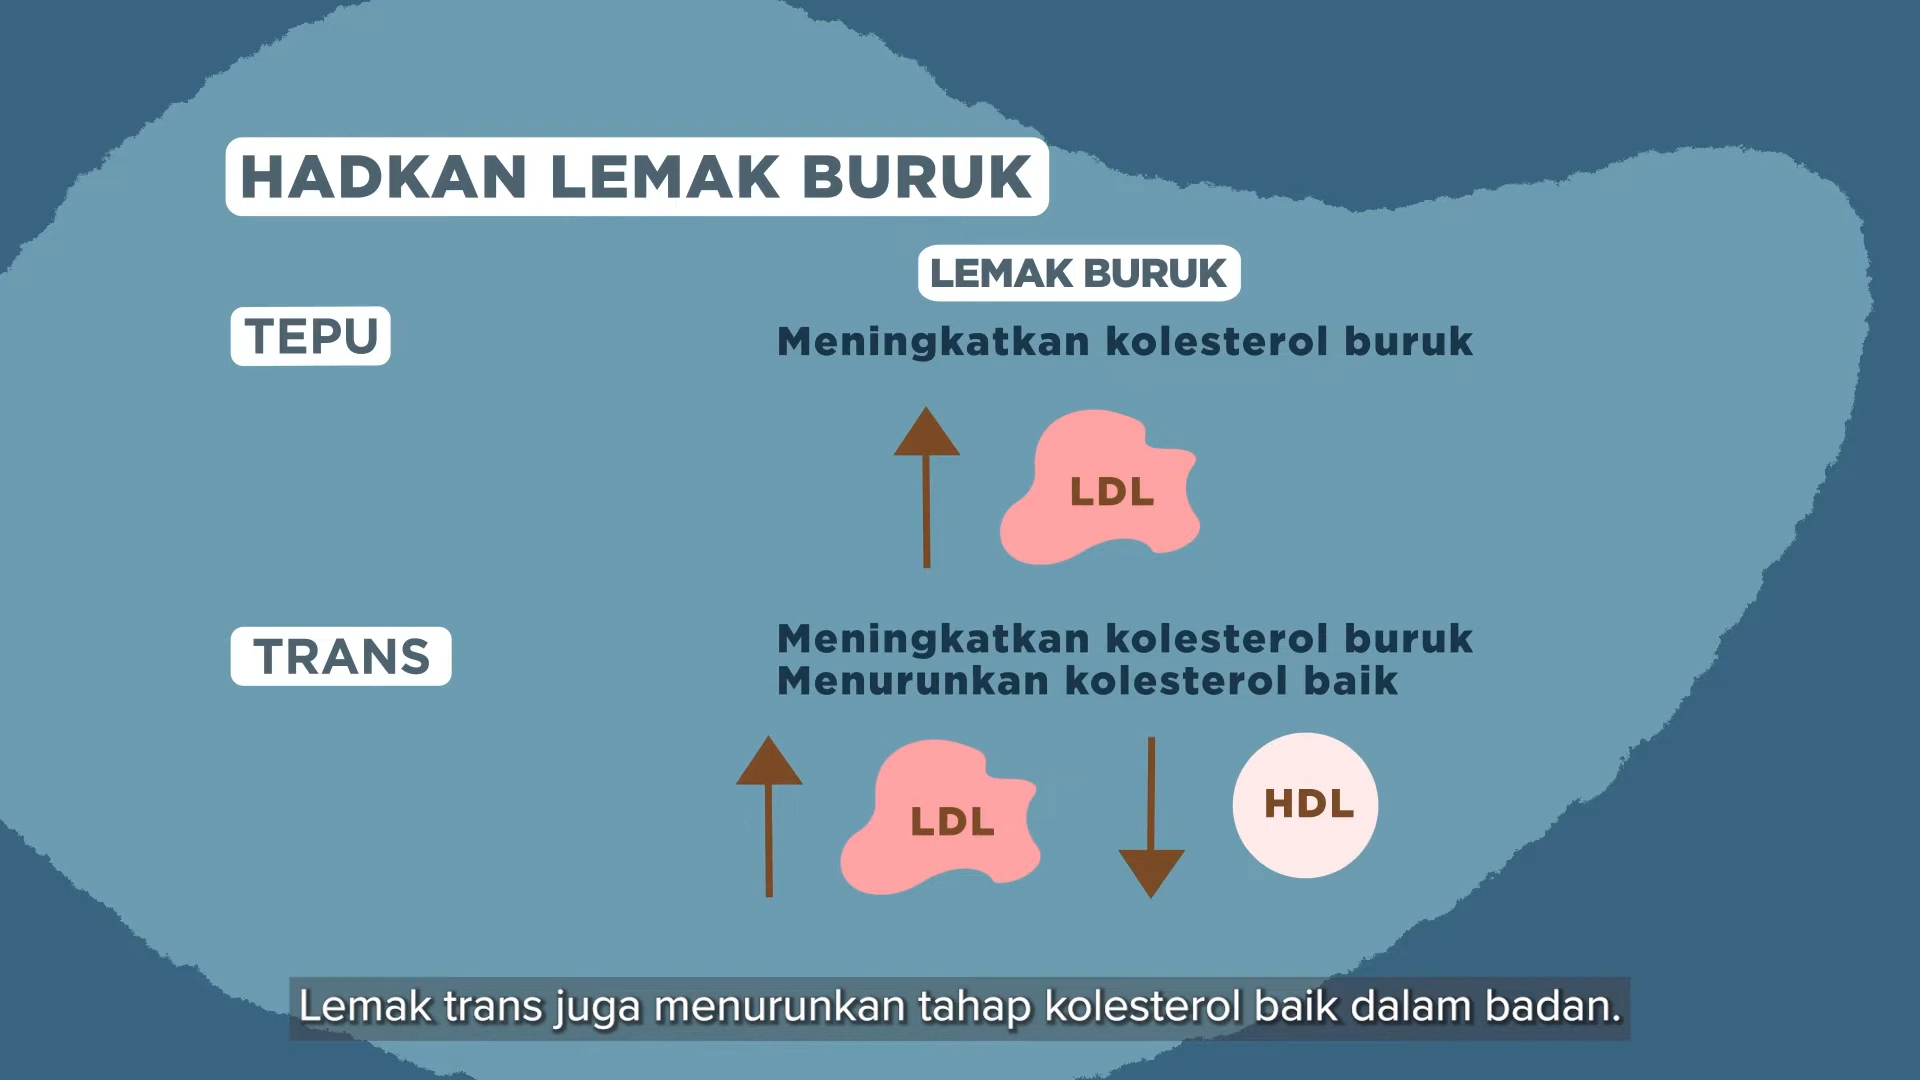 HADKAN LEMAK BURUK
LEMAK BURUK
TEPU
Meningkatkan kolesterol buruk
LDL
TRANS
Meningkatkan kolesterol buruk
Menurunkan kolesterol baik
LDL
HDL
Lemak trans juga menurunkan tahap kolesterol baik dalam badan.